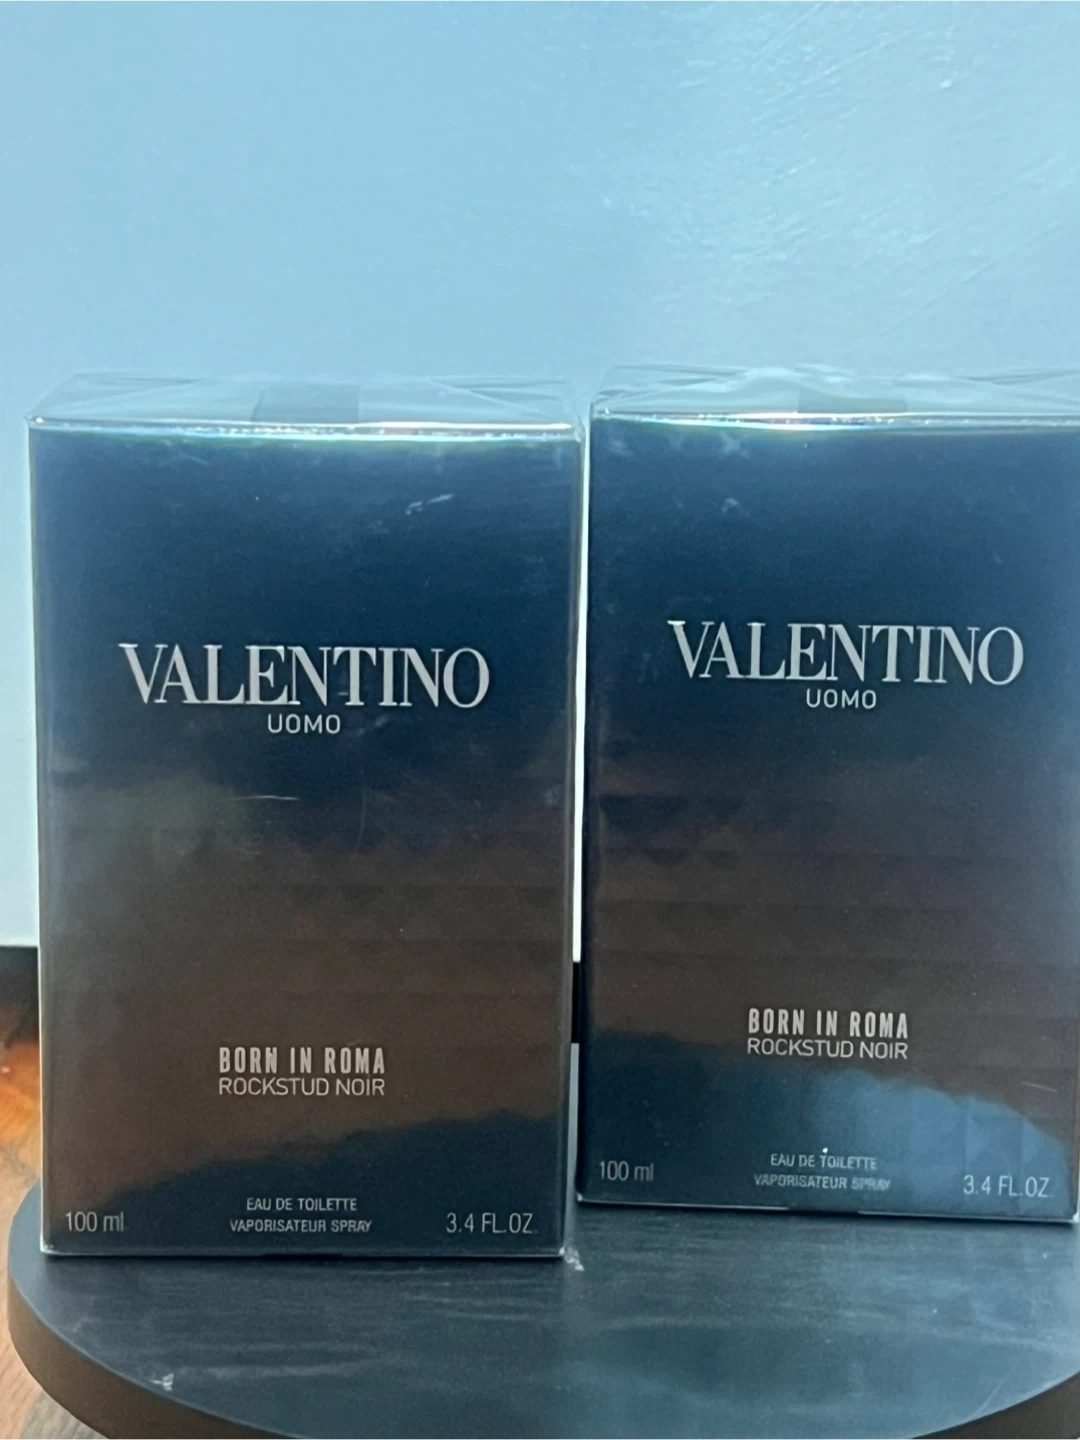 VALENTINO
UOMO
BORN IN ROMA
ROCKSTUD NOIR
EAU DE TOILETTE
100 ml VAPORISATEUR SPRAY 3.4 FL.OZ.
VALENTINO
UOMO
BORN IN ROMA
ROCKSTUD NOIR
EAU DE TOILETTE
100 ml VAPORISATEUR SPRAY 3.4 FL.OZ.